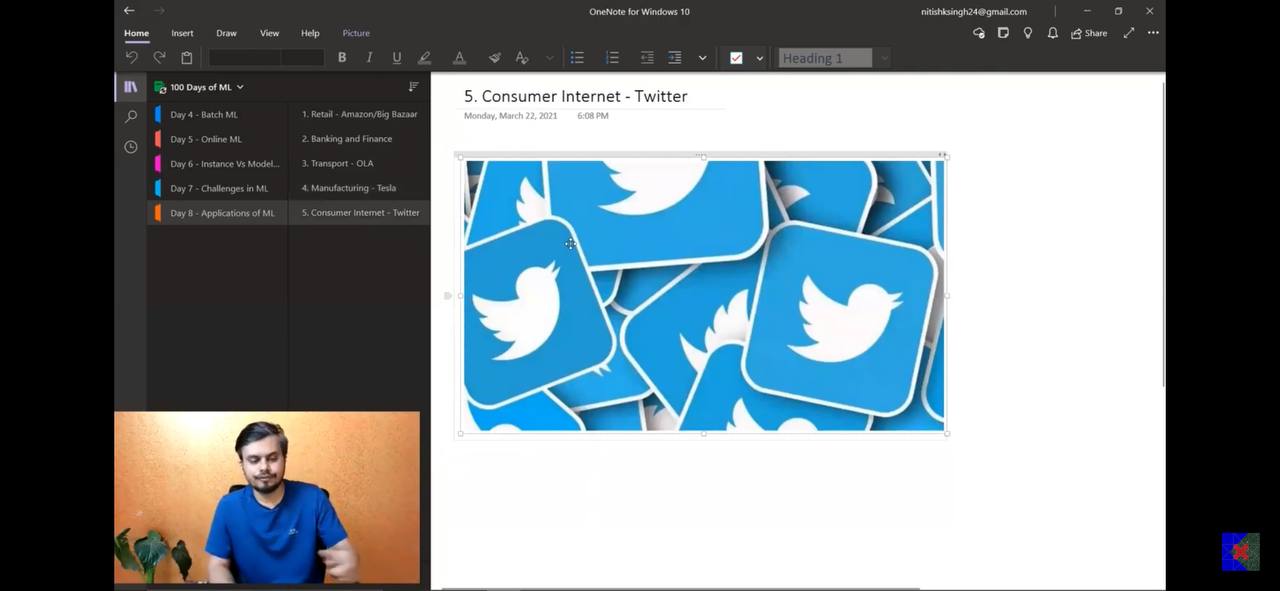 OneNote for Windows 10
nitishksingh24@gmail.com
Home
Insert
Draw
View
Help
Picture
Share
B
I
U
A
Heading 1
100 Days of ML
Day 4 - Batch ML
Day 5 - Online ML
Day 6 - Instance Vs Model...
Day 7 - Challenges in ML
Day 8 - Applications of ML
1. Retail - Amazon/Big Bazaar
2. Banking and Finance
3. Transport - OLA
4. Manufacturing - Tesla
5. Consumer Internet - Twitter
5. Consumer Internet - Twitter
Monday, March 22, 2021 6:08 PM